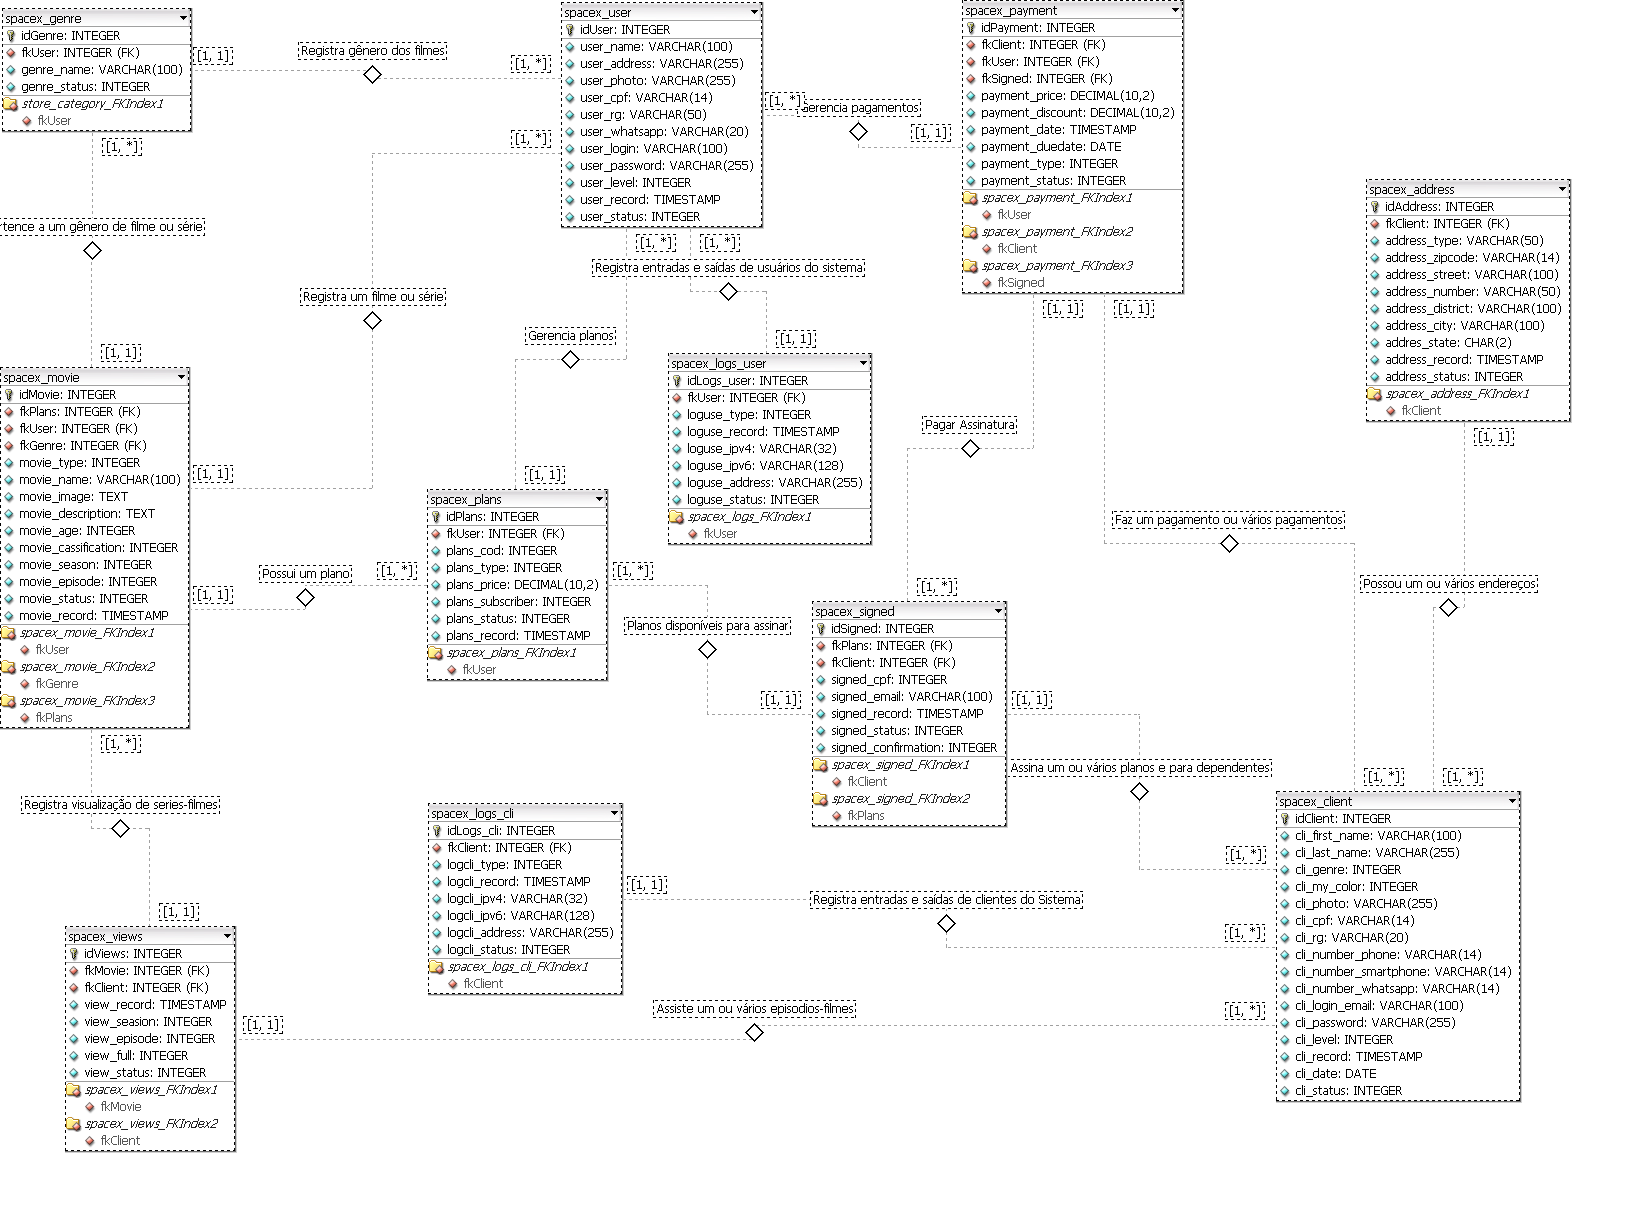 spacex_genre
idGenre: INTEGER
fkUser: INTEGER (FK)
genre_name: VARCHAR(100)
genre_status: INTEGER
store_category_FKIndex1
fkUser
[1, 1]
Registra gênero dos filmes
[1, *]
[1, *]
spacex_user
idUser: INTEGER
user_name: VARCHAR(100)
user_address: VARCHAR(255)
user_photo: VARCHAR(255)
user_cpf: VARCHAR(14)
user_rg: VARCHAR(50)
user_whatsapp: VARCHAR(20)
user_login: VARCHAR(100)
user_password: VARCHAR(255)
user_level: INTEGER
user_record: TIMESTAMP
user_status: INTEGER
[1, *]
[1, *]
Gerencia pagamentos
[1, 1]
spacex_payment
idPayment: INTEGER
fkClient: INTEGER (FK)
fkUser: INTEGER (FK)
fkSigned: INTEGER (FK)
payment_price: DECIMAL(10,2)
payment_discount: DECIMAL(10,2)
payment_date: TIMESTAMP
payment_duedate: DATE
payment_type: INTEGER
payment_status: INTEGER
spacex_payment_FKIndex1
fkUser
spacex_payment_FKIndex2
fkClient
spacex_payment_FKIndex3
fkSigned
[1, 1]
[1, 1]
spacex_address
idAddress: INTEGER
fkClient: INTEGER (FK)
address_type: VARCHAR(50)
address_zipcode: VARCHAR(14)
address_street: VARCHAR(100)
address_number: VARCHAR(50)
address_district: VARCHAR(100)
address_city: VARCHAR(100)
addres_state: CHAR(2)
address_record: TIMESTAMP
address_status: INTEGER
spacex_address_FKIndex1
fkClient
[1, 1]
tence a um gênero de filme ou série
[1, 1]
Registra um filme ou série
[1, *]
[1, *]
Registra entradas e saídas de usuários do sistema
Gerencia planos
[1, 1]
[1, 1]
spacex_logs_user
idLogs_user: INTEGER
fkUser: INTEGER (FK)
loguse_type: INTEGER
loguse_record: TIMESTAMP
loguse_ipv4: VARCHAR(32)
loguse_ipv6: VARCHAR(128)
loguse_address: VARCHAR(255)
loguse_status: INTEGER
spacex_logs_FKIndex1
fkUser
spacex_movie
idMovie: INTEGER
fkPlans: INTEGER (FK)
fkUser: INTEGER (FK)
fkGenre: INTEGER (FK)
movie_type: INTEGER
movie_name: VARCHAR(100)
movie_image: TEXT
movie_description: TEXT
movie_age: INTEGER
movie_cassification: INTEGER
movie_season: INTEGER
movie_episode: INTEGER
movie_status: INTEGER
movie_record: TIMESTAMP
spacex_movie_FKIndex1
fkUser
spacex_movie_FKIndex2
fkGenre
spacex_movie_FKIndex3
fkPlans
[1, 1]
[1, 1]
Possui um plano
[1, *]
spacex_plans
idPlans: INTEGER
fkUser: INTEGER (FK)
plans_cod: INTEGER
plans_type: INTEGER
plans_price: DECIMAL(10,2)
plans_subscriber: INTEGER
plans_status: INTEGER
plans_record: TIMESTAMP
spacex_plans_FKIndex1
fkUser
[1, *]
Planos disponíveis para assinar
[1, 1]
Pagar Assinatura
[1, *]
Faz um pagamento ou vários pagamentos
Possou um ou vários endereços
spacex_signed
idSigned: INTEGER
fkPlans: INTEGER (FK)
fkClient: INTEGER (FK)
signed_cpf: INTEGER
signed_email: VARCHAR(100)
signed_record: TIMESTAMP
signed_status: INTEGER
signed_confirmation: INTEGER
spacex_signed_FKIndex1
fkClient
spacex_signed_FKIndex2
fkPlans
[1, 1]
Assina um ou vários planos e para dependentes
[1, *]
[1, *]
[1, *]
[1, *]
Registra visualização de series-filmes
[1, 1]
spacex_logs_cli
idLogs_cli: INTEGER
fkClient: INTEGER (FK)
logcli_type: INTEGER
logcli_record: TIMESTAMP
logcli_ipv4: VARCHAR(32)
logcli_ipv6: VARCHAR(128)
logcli_address: VARCHAR(255)
logcli_status: INTEGER
spacex_logs_cli_FKIndex1
fkClient
[1, 1]
Registra entradas e saídas de clientes do Sistema
[1, *]
spacex_client
idClient: INTEGER
cli_first_name: VARCHAR(100)
cli_last_name: VARCHAR(255)
cli_genre: INTEGER
cli_my_color: INTEGER
cli_photo: VARCHAR(255)
cli_cpf: VARCHAR(14)
cli_rg: VARCHAR(20)
cli_number_phone: VARCHAR(14)
cli_number_smartphone: VARCHAR(14)
cli_number_whatsapp: VARCHAR(14)
cli_login_email: VARCHAR(100)
cli_password: VARCHAR(255)
cli_level: INTEGER
cli_record: TIMESTAMP
cli_date: DATE
cli_status: INTEGER
spacex_views
idViews: INTEGER
fkMovie: INTEGER (FK)
fkClient: INTEGER (FK)
view_record: TIMESTAMP
view_seasion: INTEGER
view_episode: INTEGER
view_full: INTEGER
view_status: INTEGER
spacex_views_FKIndex1
fkMovie
spacex_views_FKIndex2
fkClient
[1, 1]
Assiste um ou vários episodios-filmes
[1, *]